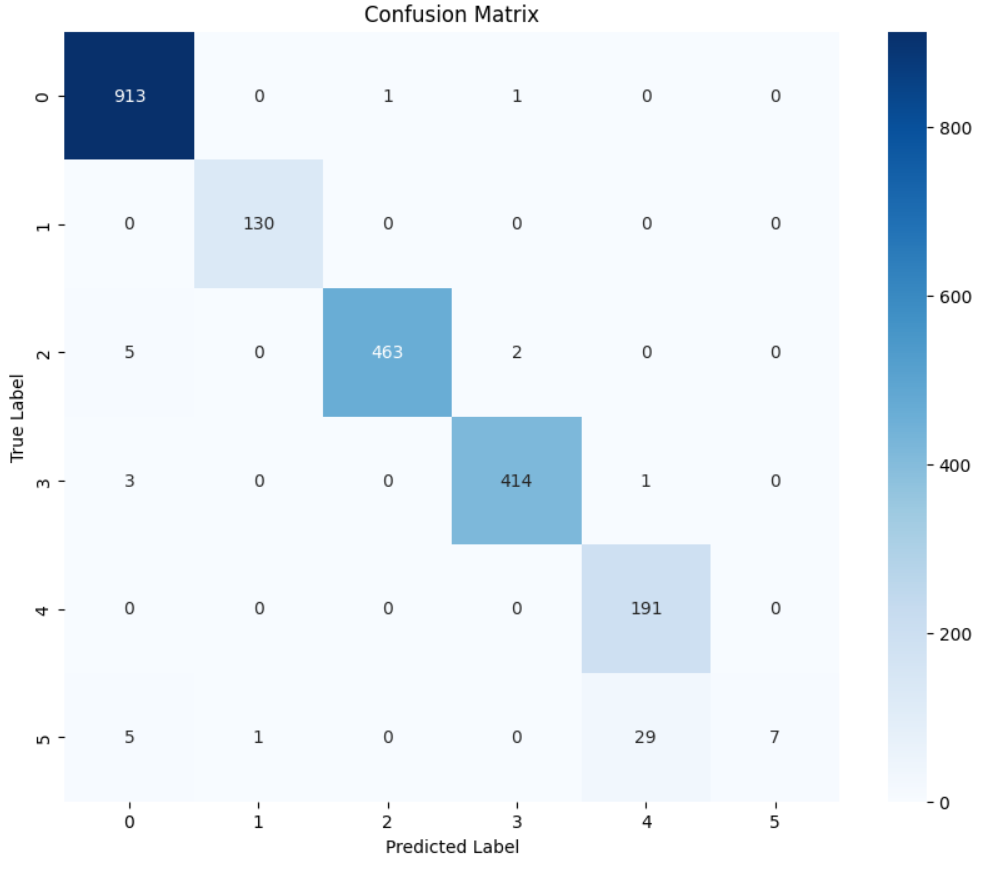 Confusion Matrix
0 913 0 1 1 0 0
1 0 130 0 0 0 0
2 5 0 463 2 0 0
3 3 0 0 414 1 0
4 0 0 0 0 191 0
5 5 1 0 0 29 7
0 1 2 3 4 5
Predicted Label
True Label
800
600
400
200
0